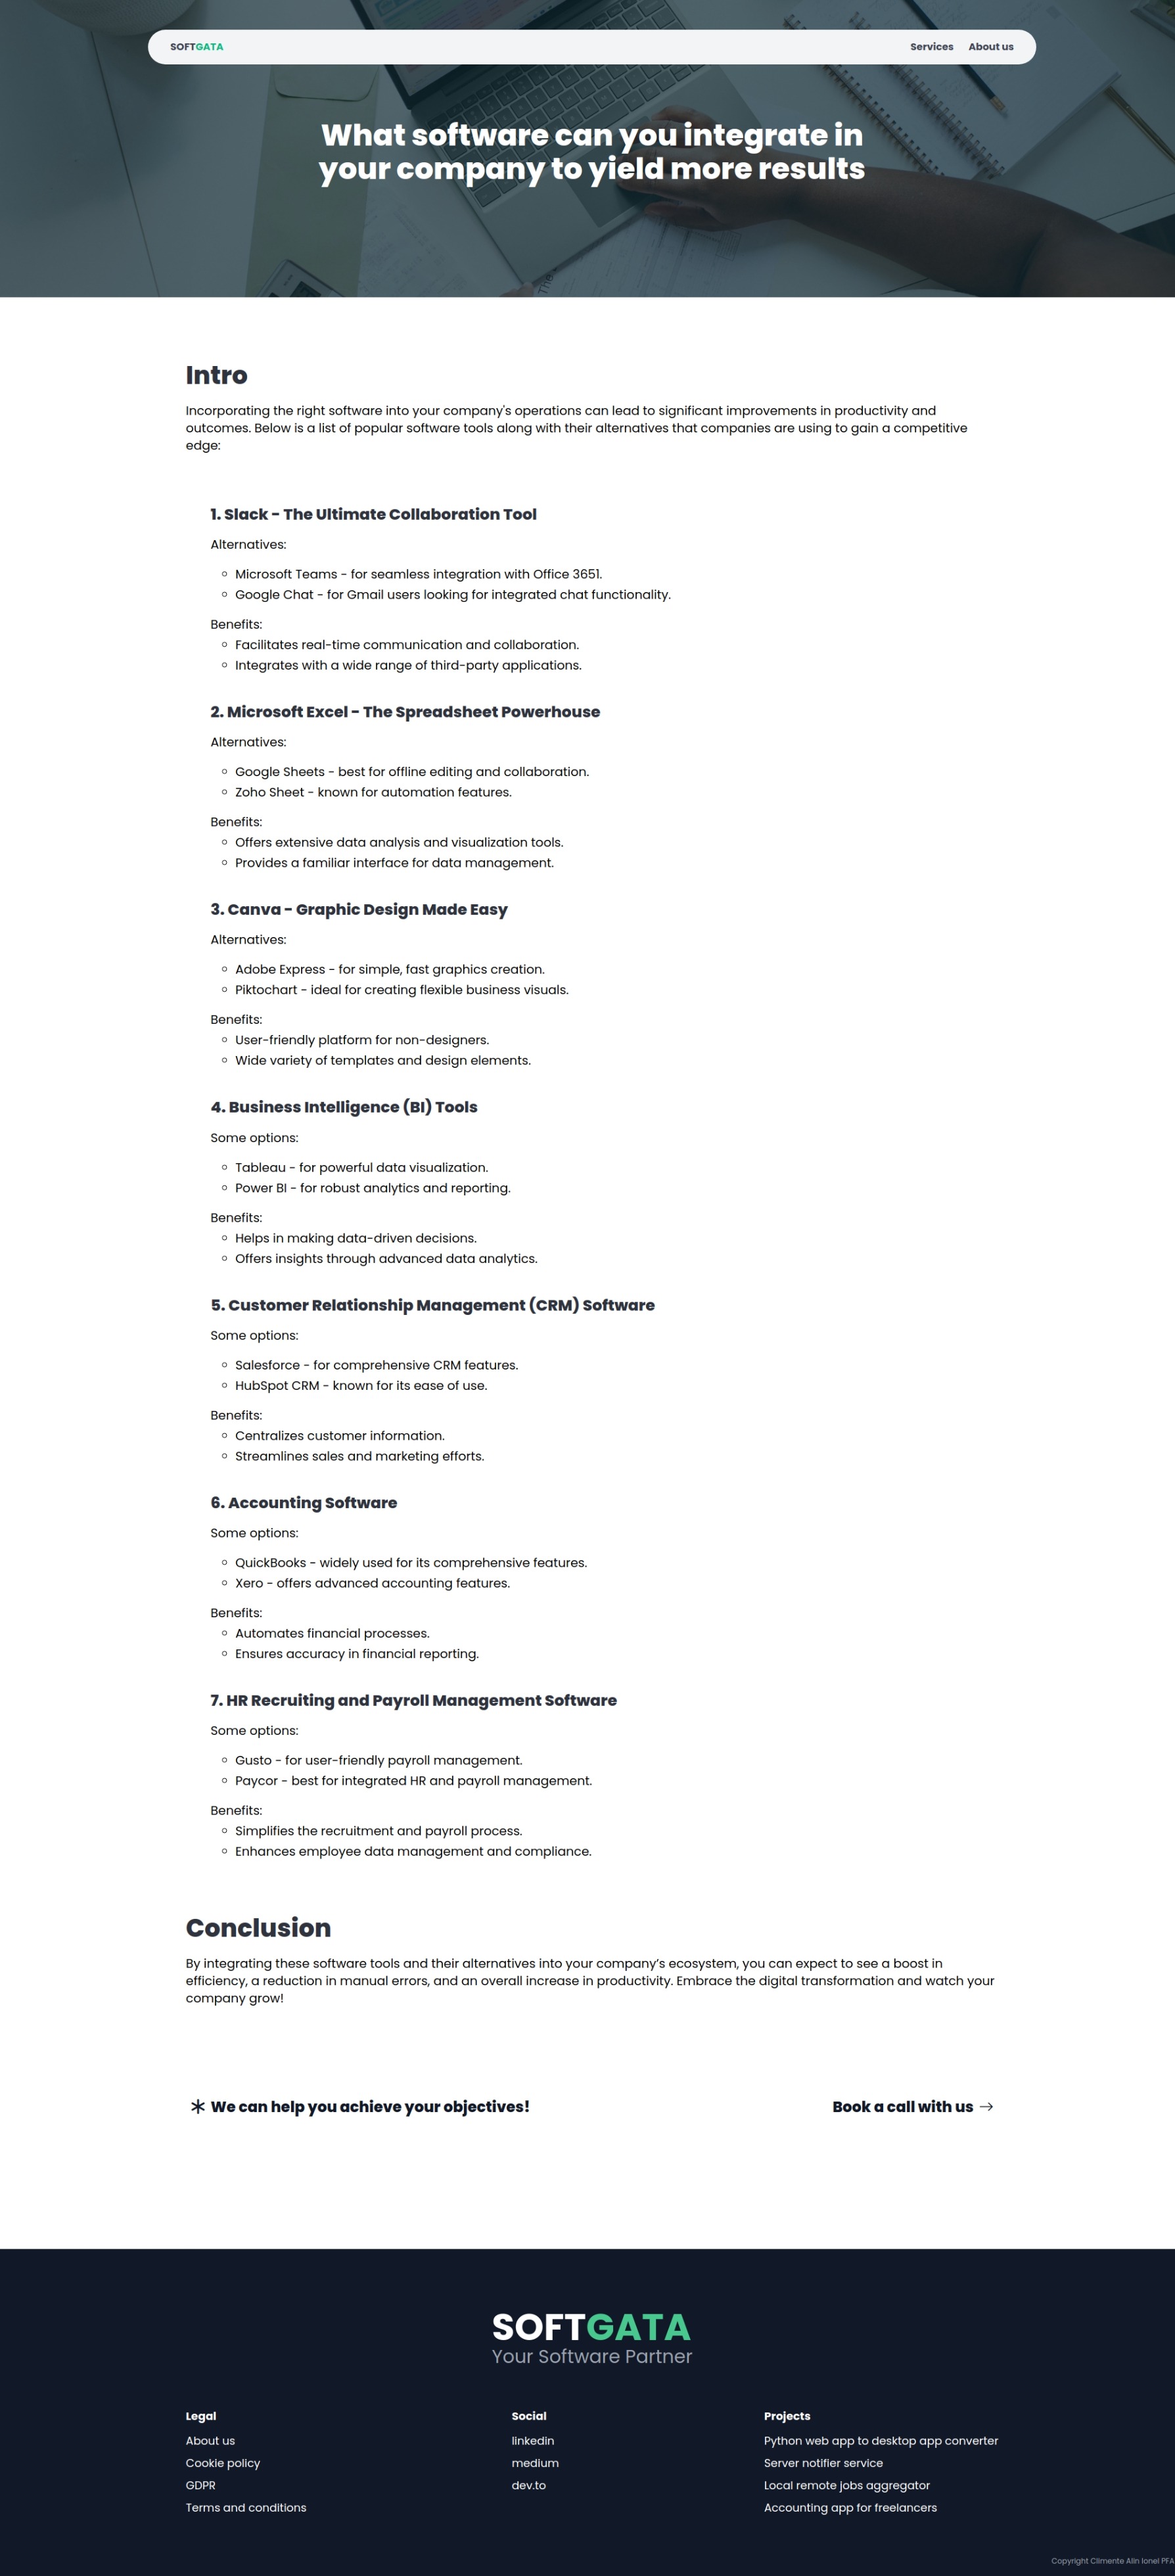 SOFTGATA
Services About us
What software can you integrate in
your company to yield more results
The
Intro
Incorporating the right software into your company's operations can lead to significant improvements in productivity and
outcomes. Below is a list of popular software tools along with their alternatives that companies are using to gain a competitive
edge:
1. Slack - The Ultimate Collaboration Tool
Alternatives:
Microsoft Teams - for seamless integration with Office 3651.
Google Chat - for Gmail users looking for integrated chat functionality.
Benefits:
Facilitates real-time communication and collaboration.
Integrates with a wide range of third-party applications.
2. Microsoft Excel - The Spreadsheet Powerhouse
Alternatives:
Google Sheets - best for offline editing and collaboration.
Zoho Sheet - known for automation features.
Benefits:
Offers extensive data analysis and visualization tools.
Provides a familiar interface for data management.
3. Canva - Graphic Design Made Easy
Alternatives:
Adobe Express - for simple, fast graphics creation.
Piktochart - ideal for creating flexible business visuals.
Benefits:
User-friendly platform for non-designers.
Wide variety of templates and design elements.
4. Business Intelligence (BI) Tools
Some options:
Tableau - for powerful data visualization.
Power BI - for robust analytics and reporting.
Benefits:
Helps in making data-driven decisions.
Offers insights through advanced data analytics.
5. Customer Relationship Management (CRM) Software
Some options:
Salesforce - for comprehensive CRM features.
HubSpot CRM - known for its ease of use.
Benefits:
Centralizes customer information.
Streamlines sales and marketing efforts.
6. Accounting Software
Some options:
QuickBooks - widely used for its comprehensive features.
Xero - offers advanced accounting features.
Benefits:
Automates financial processes.
Ensures accuracy in financial reporting.
7. HR Recruiting and Payroll Management Software
Some options:
Gusto - for user-friendly payroll management.
Paycor - best for integrated HR and payroll management.
Benefits:
Simplifies the recruitment and payroll process.
Enhances employee data management and compliance.
Conclusion
By integrating these software tools and their alternatives into your company’s ecosystem, you can expect to see a boost in
efficiency, a reduction in manual errors, and an overall increase in productivity. Embrace the digital transformation and watch your
company grow!
We can help you achieve your objectives!
Book a call with us →
SOFTGATA
Your Software Partner
Legal
About us
Cookie policy
GDPR
Terms and conditions
Social
linkedin
medium
dev.to
Projects
Python web app to desktop app converter
Server notifier service
Local remote jobs aggregator
Accounting app for freelancers
Copyright Climente Alin Ionel PFA